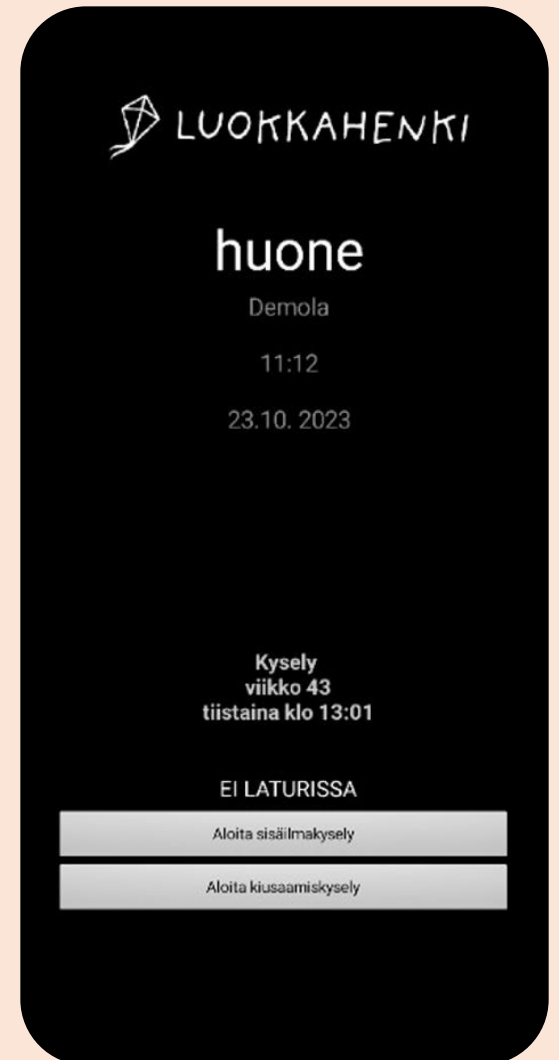 LUOKKAHENKI
huone
Demola
11:12
23.10. 2023
Kysely
viikko 43
tiistaina klo 13:01
EI LATURISSA
Aloita sisäilmakysely
Aloita kiusaamiskysely